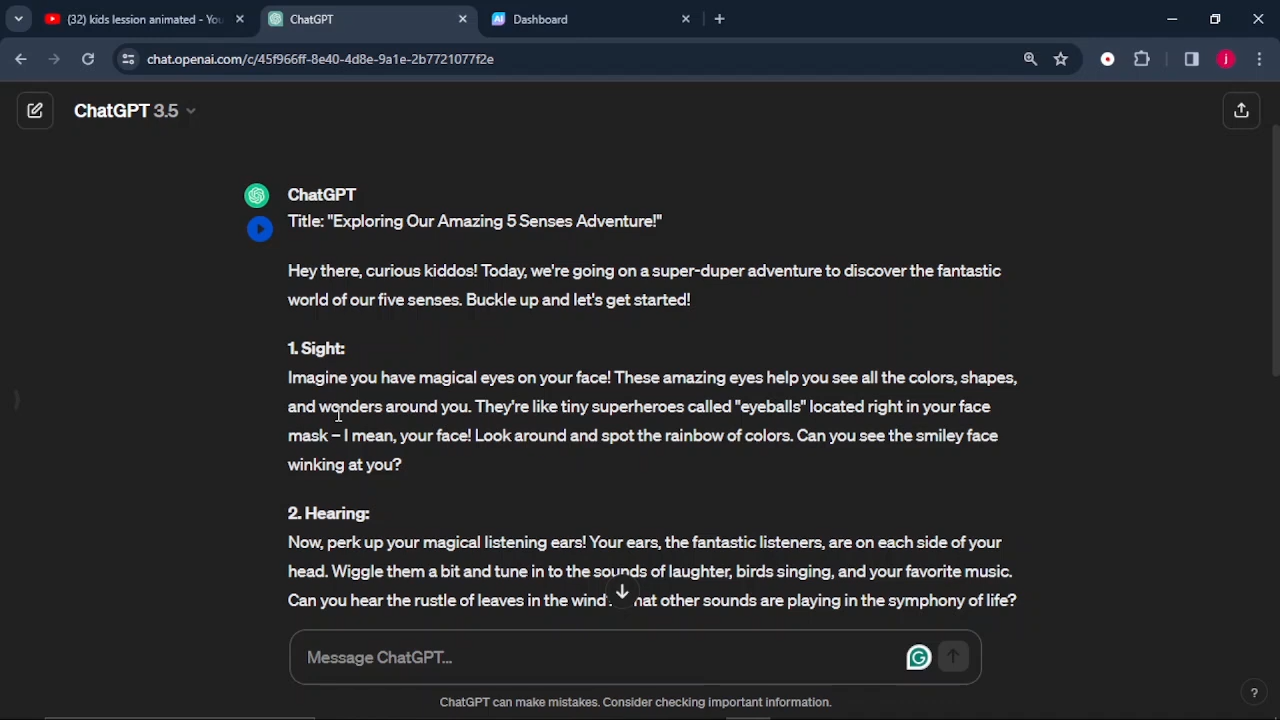 (32) kids lession animated - You
ChatGPT
Dashboard
chat.openai.com/c/45f966ff-8e40-4d8e-9a1e-2b7721077f2e
j
ChatGPT 3.5
ChatGPT
Title: "Exploring Our Amazing 5 Senses Adventure!"
Hey there, curious kiddos! Today, we're going on a super-duper adventure to discover the fantastic
world of our five senses. Buckle up and let's get started!
1. Sight:
Imagine you have magical eyes on your face! These amazing eyes help you see all the colors, shapes,
and wonders around you. They're like tiny superheroes called "eyeballs" located right in your face
mask – I mean, your face! Look around and spot the rainbow of colors. Can you see the smiley face
winking at you?
2. Hearing:
Now, perk up your magical listening ears! Your ears, the fantastic listeners, are on each side of your
head. Wiggle them a bit and tune in to the sounds of laughter, birds singing, and your favorite music.
Can you hear the rustle of leaves in the wind other sounds are playing in the symphony of life?
Message ChatGPT...
ChatGPT can make mistakes. Consider checking important information.
?